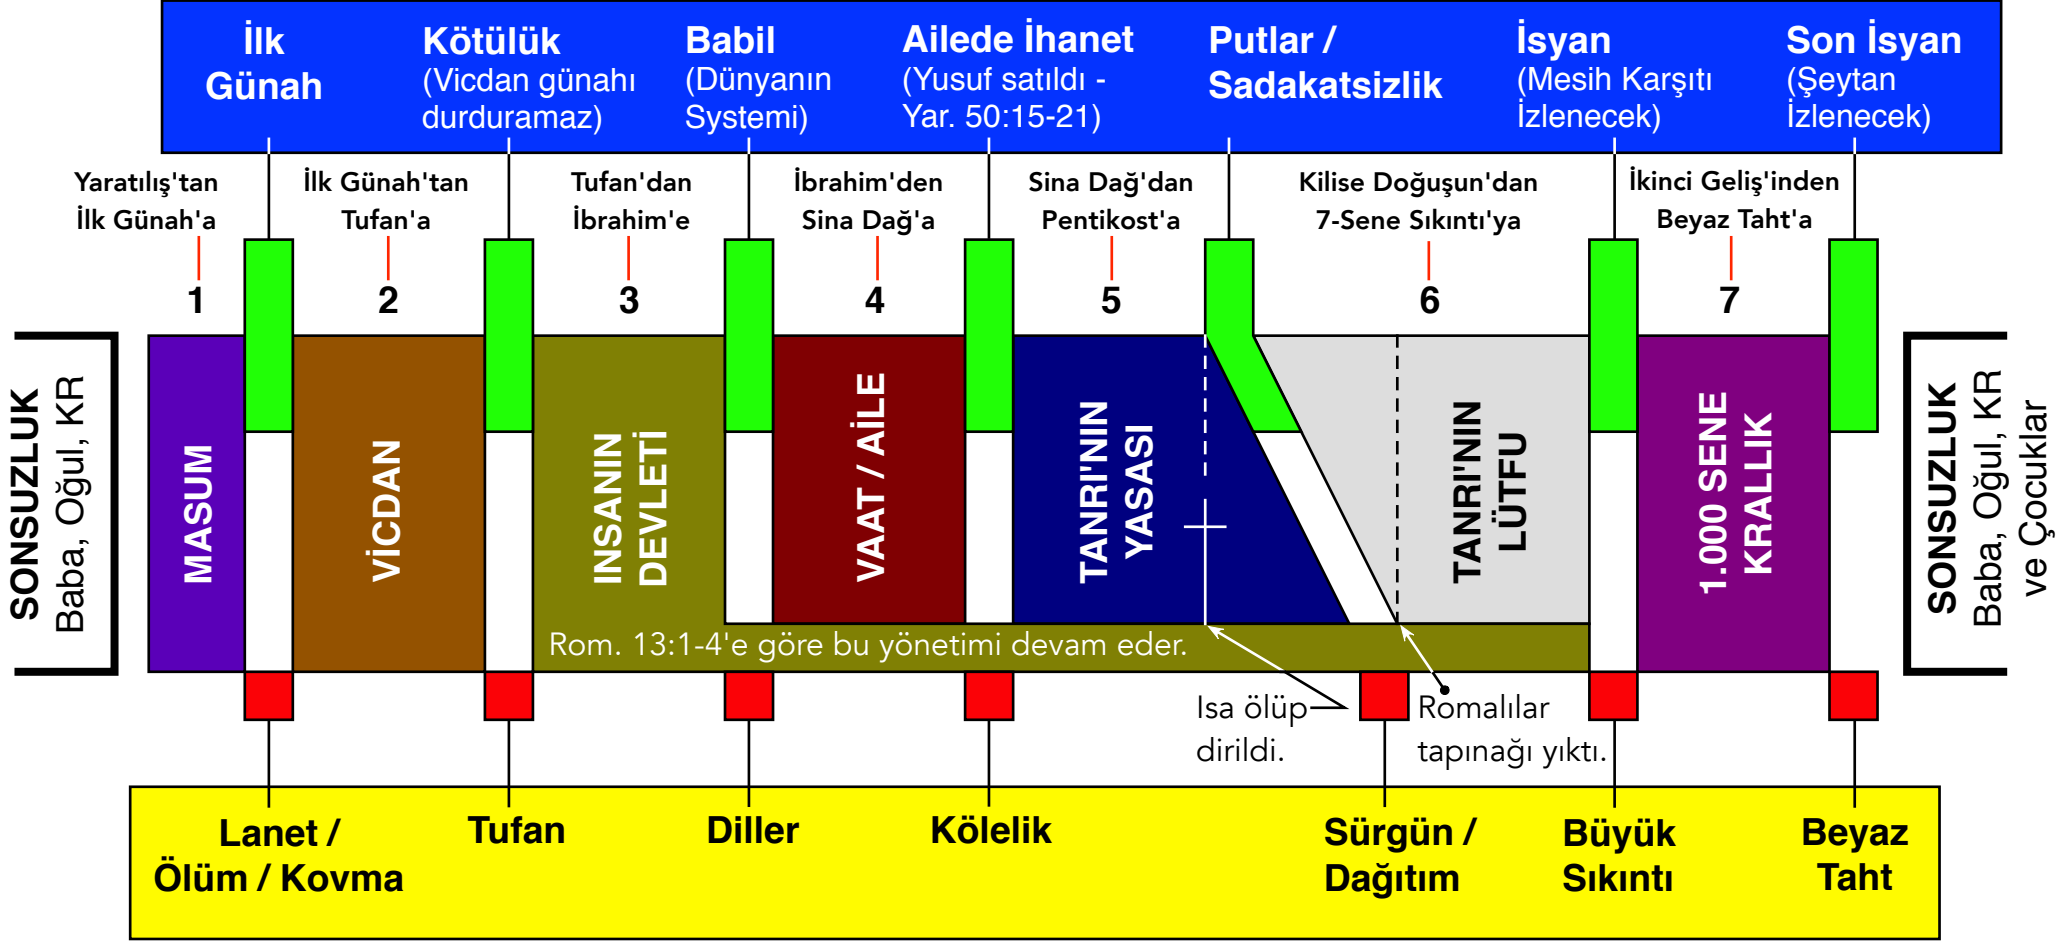 İlk
Günah
Kötülük
(Vicdan günahı
durduramaz)
Babil
(Dünyanın
Systemi)
Ailede İhanet
(Yusuf satıldı -
Yar. 50:15-21)
Putlar /
Sadakatsizlik
İsyan
(Mesih Karşıtı
İzlenecek)
Son İsyan
(Şeytan
İzlenecek)
Yaratılış'tan
İlk Günah'a
İlk Günah'tan
Tufan'a
Tufan'dan
İbrahim'e
İbrahim'den
Sina Dağ'a
Sina Dağ'dan
Pentikost'a
Kilise Doğuşun'dan
7-Sene Sıkıntı'ya
İkinci Geliş'inden
Beyaz Taht'a
1
2
3
4
5
6
7
SONSUZLUK
Baba, Oğul, KR
MASUM
VİCDAN
INSANIN
DEVLETİ
VAAT / AİLE
TANRI'NIN
YASASI
TANRI'NIN
LÜTFU
1.000 SENE
KRALLIK
SONSUZLUK
Baba, Oğul, KR
ve Çocuklar
Rom. 13:1-4'e göre bu yönetimi devam eder.
Isa ölüp
dirildi.
Romalılar
tapınağı yıktı.
Lanet /
Ölüm / Kovma
Tufan
Diller
Kölelik
Sürgün /
Dağıtım
Büyük
Sıkıntı
Beyaz
Taht